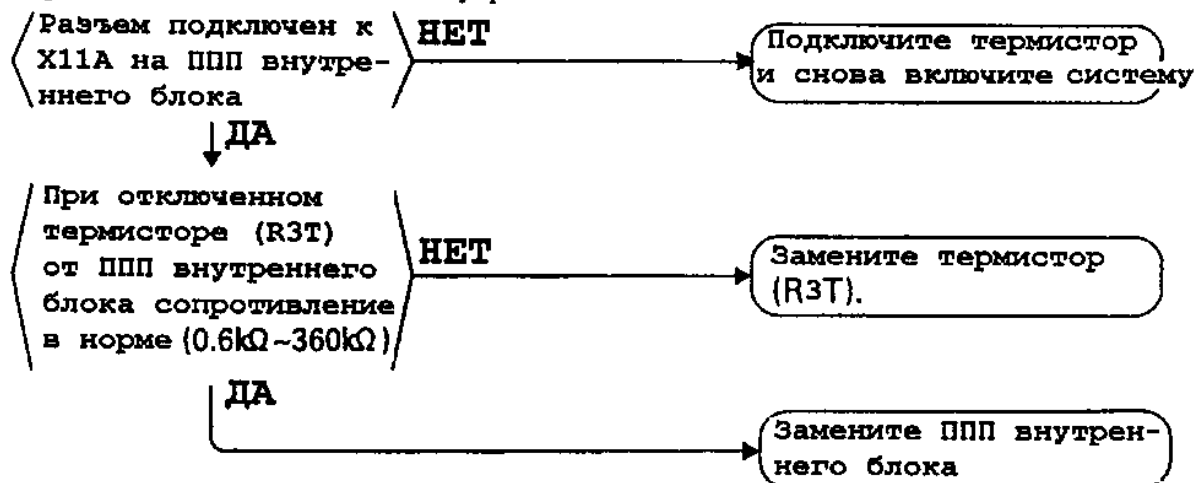 Разъем подключен к
X11A на ППП внутре-
ннего блока
НЕТ
Подключите термистор
и снова включите систему
ДА
При отключенном
термисторе (R3T)
от ППП внутреннего
блока сопротивление
в норме (0.6kΩ~360kΩ)
НЕТ
Замените термистор
(R3T).
ДА
Замените ППП внутрен-
него блока